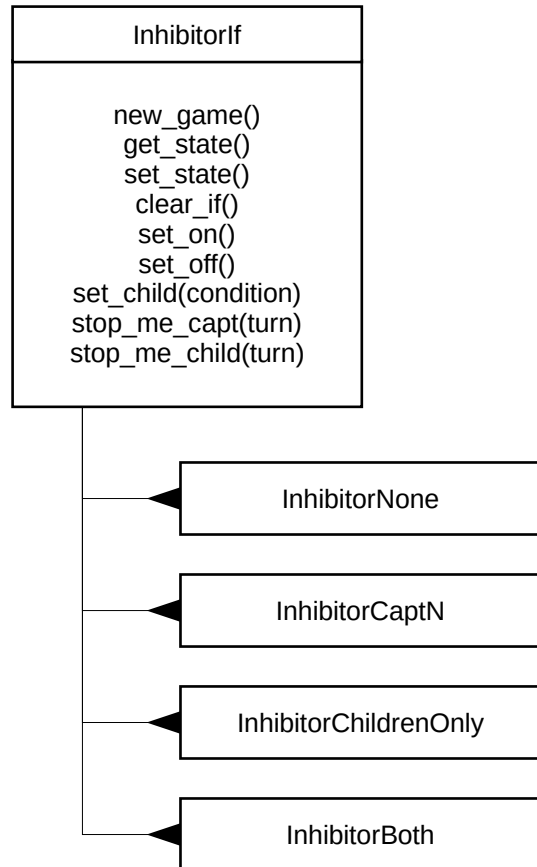 InhibitorIf
new_game()
get_state()
set_state()
clear_if()
set_on()
set_off()
set_child(condition)
stop_me_capt(turn)
stop_me_child(turn)
InhibitorNone
InhibitorCaptN
InhibitorChildrenOnly
InhibitorBoth